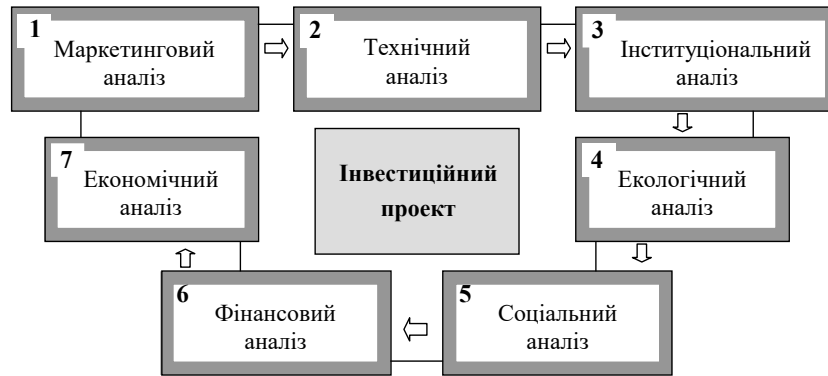 1
Маркетинговий
аналіз
2
Технічний
аналіз
3
Інституціональний
аналіз
4
Екологічний
аналіз
5
Соціальний
аналіз
6
Фінансовий
аналіз
7
Економічний
аналіз
Інвестиційний
проект